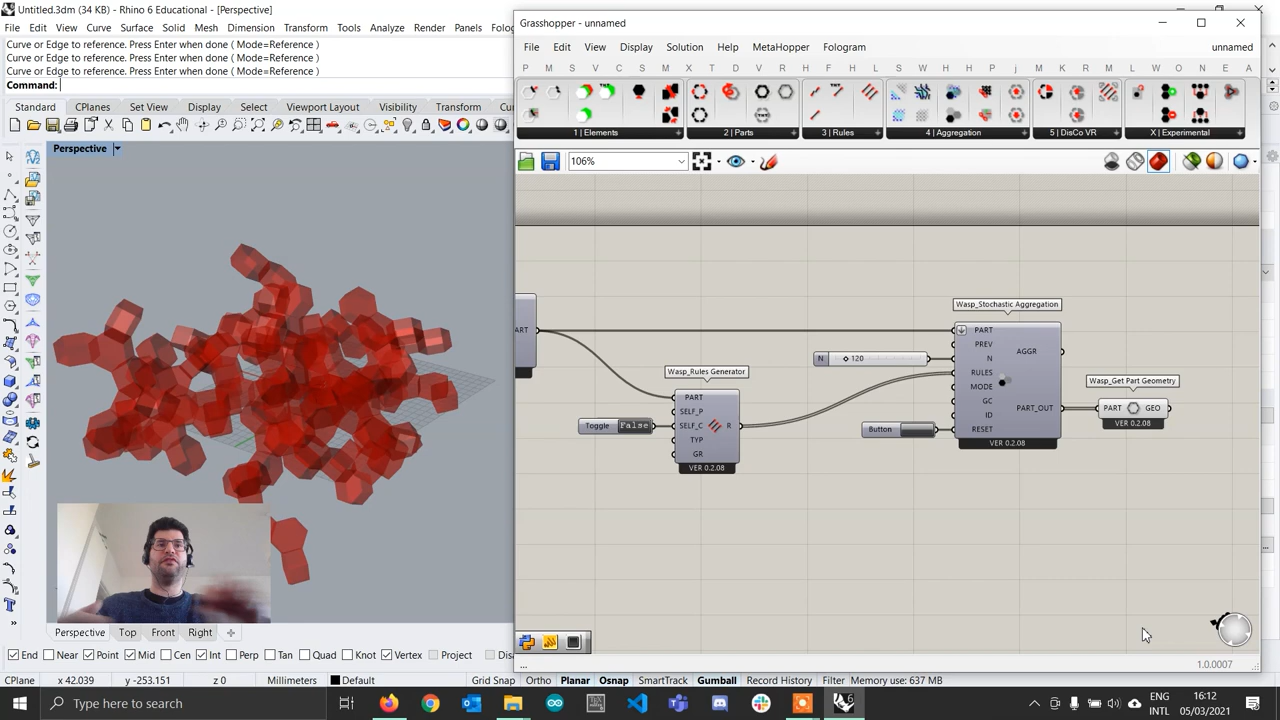 Untitled.3dm (34 KB) - Rhino 6 Educational - [Perspective]
File Edit View Curve Surface Solid Mesh Dimension Transform Tools Analyze Render Panels Folog
Curve or Edge to reference. Press Enter when done ( Mode=Reference )
Curve or Edge to reference. Press Enter when done ( Mode=Reference )
Curve or Edge to reference. Press Enter when done ( Mode=Reference )
Command:
Standard CPlanes Set View Display Select Viewport Layout Visibility Transform Cu
Perspective
Grasshopper - unnamed
File Edit View Display Solution Help MetaHopper Fologram unnamed
P M S V C S M X T D V H R H L S W H H j M K M O L W X N E A
TNT TNT TNT
1 | Elements 2 | Parts 3 | Rules 4 | Aggregation 5 | DisCo VR X | Experimental
106%
Wasp_Stochastic Aggregation
ART
PART
PREV
N 120
N
AGGR
RULES
MODE
GC
ID
PART_OUT
Button
RESET
VER 0.2.08
Wasp_Rules Generator
PART
SELF_P
Toggle False
SELF_C R
TYP
GR
VER 0.2.08
Wasp_Get Part Geometry
PART GEO
VER 0.2.08
...
1.0.0007
Perspective Top Front Right
End Near Point Mid Cen Int Perp Tan Quad Knot Vertex Project Disa
CPlane x 42.039 y -253.151 z 0 Millimeters Default Grid Snap Ortho Planar Osnap SmartTrack Gumball Record History Filter Memory use: 637 MB
Type here to search
TEX
6
ENG
INTL
16:12
05/03/2021